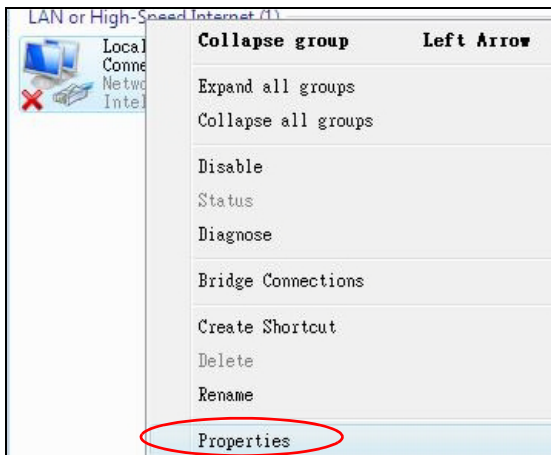 LAN or High-Speed Internet (1)
Local
Conne
Netwo
Intel
Collapse group Left Arrow
Expand all groups
Collapse all groups
Disable
Status
Diagnose
Bridge Connections
Create Shortcut
Delete
Rename
Properties